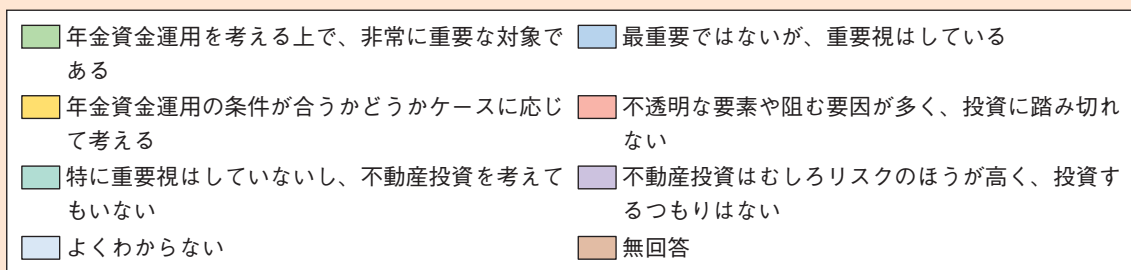 年金資金運用を考える上で、非常に重要な対象で
ある
最重要ではないが、重要視はしている
年金資金運用の条件が合うかどうかケースに応じ
て考える
不透明な要素や阻む要因が多く、投資に踏み切れ
ない
特に重要視はしていないし、不動産投資を考えて
もいない
不動産投資はむしろリスクのほうが高く、投資す
るつもりはない
よくわからない
無回答